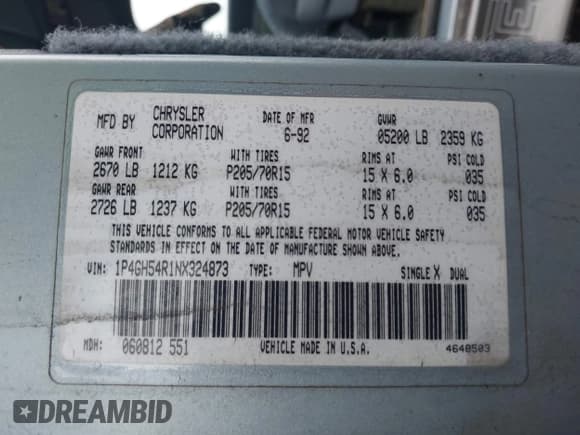 MFD BY CHRYSLER CORPORATION DATE OF MFR 6-92 GVWR 05200 LB 2359 KG
GAWR FRONT WITH TIRES RIMS AT PSI COLD
2670 LB 1212 KG P205/70R15 15 X 6.0 035
GAWR REAR WITH TIRES RIMS AT PSI COLD
2726 LB 1237 KG P205/70R15 15 X 6.0 035
THIS VEHICLE CONFORMS TO ALL APPLICABLE FEDERAL MOTOR VEHICLE SAFETY
STANDARDS IN EFFECT ON THE DATE OF MANUFACTURE SHOWN ABOVE.
VIN: 1P4GH54R1NX324873 TYPE: MPV SINGLE X DUAL
MDH: 060812 551 VEHICLE MADE IN U.S.A. 4648503
DREAMBID